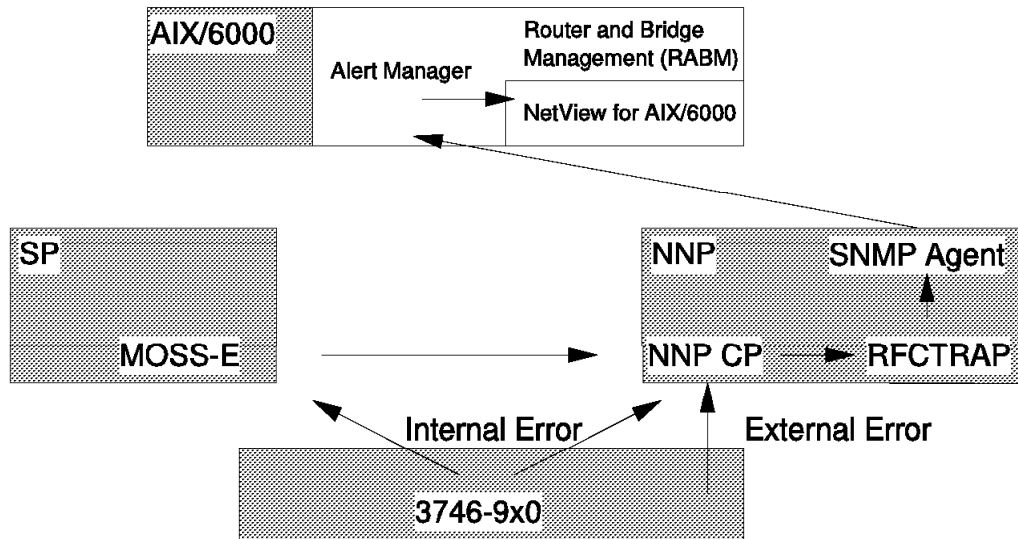 AIX/6000
Alert Manager
Router and Bridge
Management (RABM)
NetView for AIX/6000
SP
MOSS-E
NNP
SNMP Agent
NNP CP
RFCTRAP
Internal Error
External Error
3746-9x0